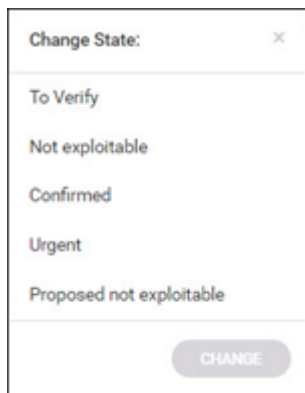 Change State:
To Verify
Not exploitable
Confirmed
Urgent
Proposed not exploitable
CHANGE